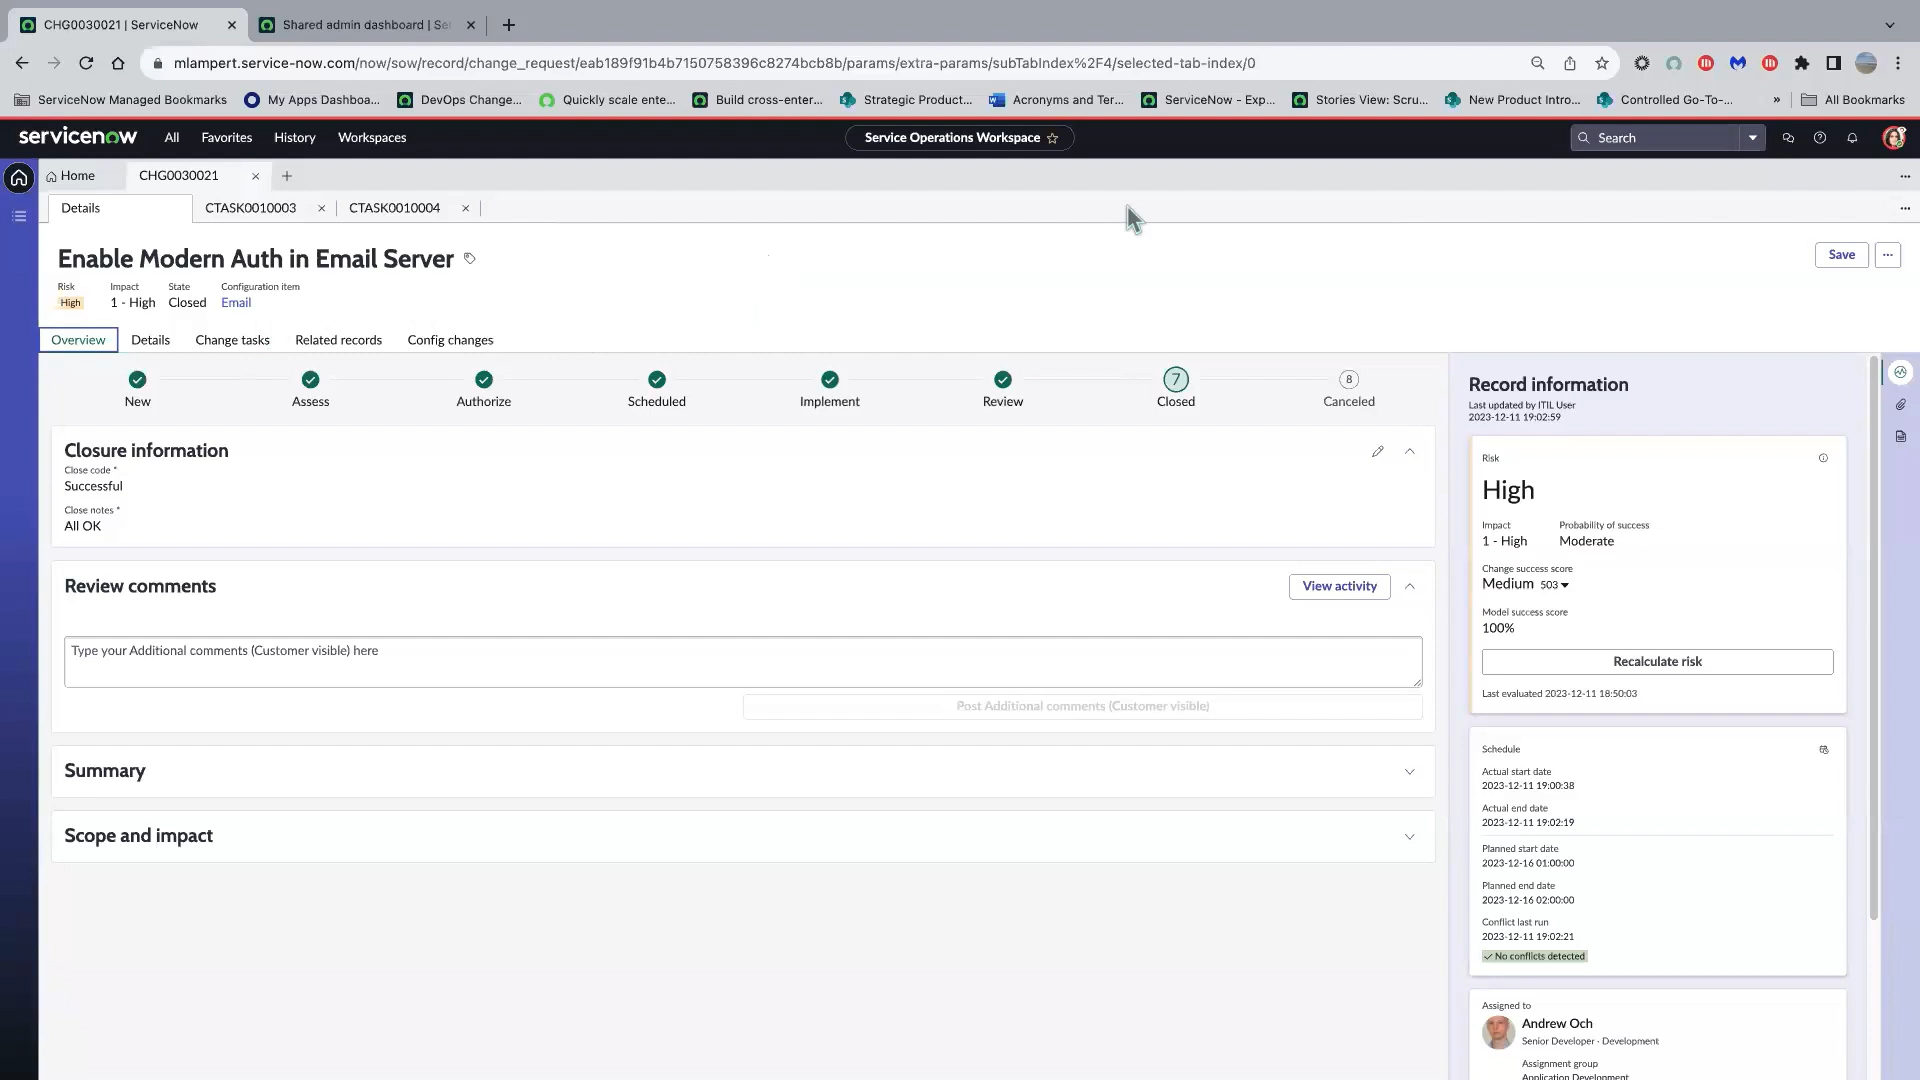 CHG0030021 | ServiceNow
Shared admin dashboard | Se
mlampert.service-now.com/now/sow/record/change_request/eab189f91b4b7150758396c8274bcb8b/params/extra-params/subTabIndex%2F4/selected-tab-index/0
ServiceNow Managed Bookmarks
My Apps Dashboa...
DevOps Change...
Quickly scale ente...
Build cross-enter...
Strategic Product...
Acronyms and Ter...
ServiceNow - Exp...
Stories View: Scru...
New Product Intro...
Controlled Go-To-...
»
All Bookmarks
servicenow
All
Favorites
History
Workspaces
Service Operations Workspace
Search
Home
CHG0030021
Details
CTASK0010003
CTASK0010004
Enable Modern Auth in Email Server
Save
Risk
High
Impact
1 - High
State
Closed
Configuration item
Email
Overview
Details
Change tasks
Related records
Config changes
New
Assess
Authorize
Scheduled
Implement
Review
7
Closed
8
Canceled
Closure information
Close code *
Successful
Close notes *
All OK
Review comments
View activity
Type your Additional comments (Customer visible) here
Post Additional comments (Customer visible)
Summary
Scope and impact
Record information
Last updated by ITIL User
2023-12-11 19:02:59
Risk
High
Impact
1 - High
Probability of success
Moderate
Change success score
Medium 503
Model success score
100%
Recalculate risk
Last evaluated 2023-12-11 18:50:03
Schedule
Actual start date
2023-12-11 19:00:38
Actual end date
2023-12-11 19:02:19
Planned start date
2023-12-16 01:00:00
Planned end date
2023-12-16 02:00:00
Conflict last run
2023-12-11 19:02:21
No conflicts detected
Assigned to
Andrew Och
Senior Developer · Development
Assignment group
Application Development